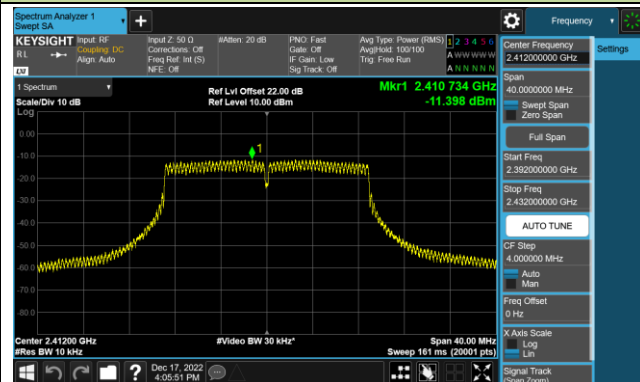 Spectrum Analyzer 1
Swept SA
+
Frequency
KEYSIGHT
RL
LXI
Input: RF
Coupling: DC
Align: Auto
Input Z: 50 Ω
Corrections: Off
Freq Ref: Int (S)
NFE: Off
#Atten: 20 dB
PNO: Fast
Gate: Off
IF Gain: Low
Sig Track: Off
Avg Type: Power (RMS)
Avg|Hold: 100/100
Trig: Free Run
1 2 3 4 5 6
A W W W W W
A N N N N N
Center Frequency
2.412000000 GHz
Settings
Span
40.0000000 MHz
Swept Span
Zero Span
Full Span
Start Freq
2.392000000 GHz
Stop Freq
2.432000000 GHz
AUTO TUNE
CF Step
4.000000 MHz
Auto
Man
Freq Offset
0 Hz
X Axis Scale
Log
Lin
Signal Track
(Span Zoom)
1 Spectrum
Scale/Div 10 dB
Log
Ref Lvl Offset 22.00 dB
Ref Level 10.00 dBm
Mkr1 2.410 734 GHz
-11.398 dBm
1
0.00
-10.0
-20.0
-30.0
-40.0
-50.0
-60.0
-70.0
-80.0
Center 2.41200 GHz
#Res BW 10 kHz
#Video BW 30 kHz*
Span 40.00 MHz
Sweep 161 ms (20001 pts)
?
Dec 17, 2022
4:05:51 PM